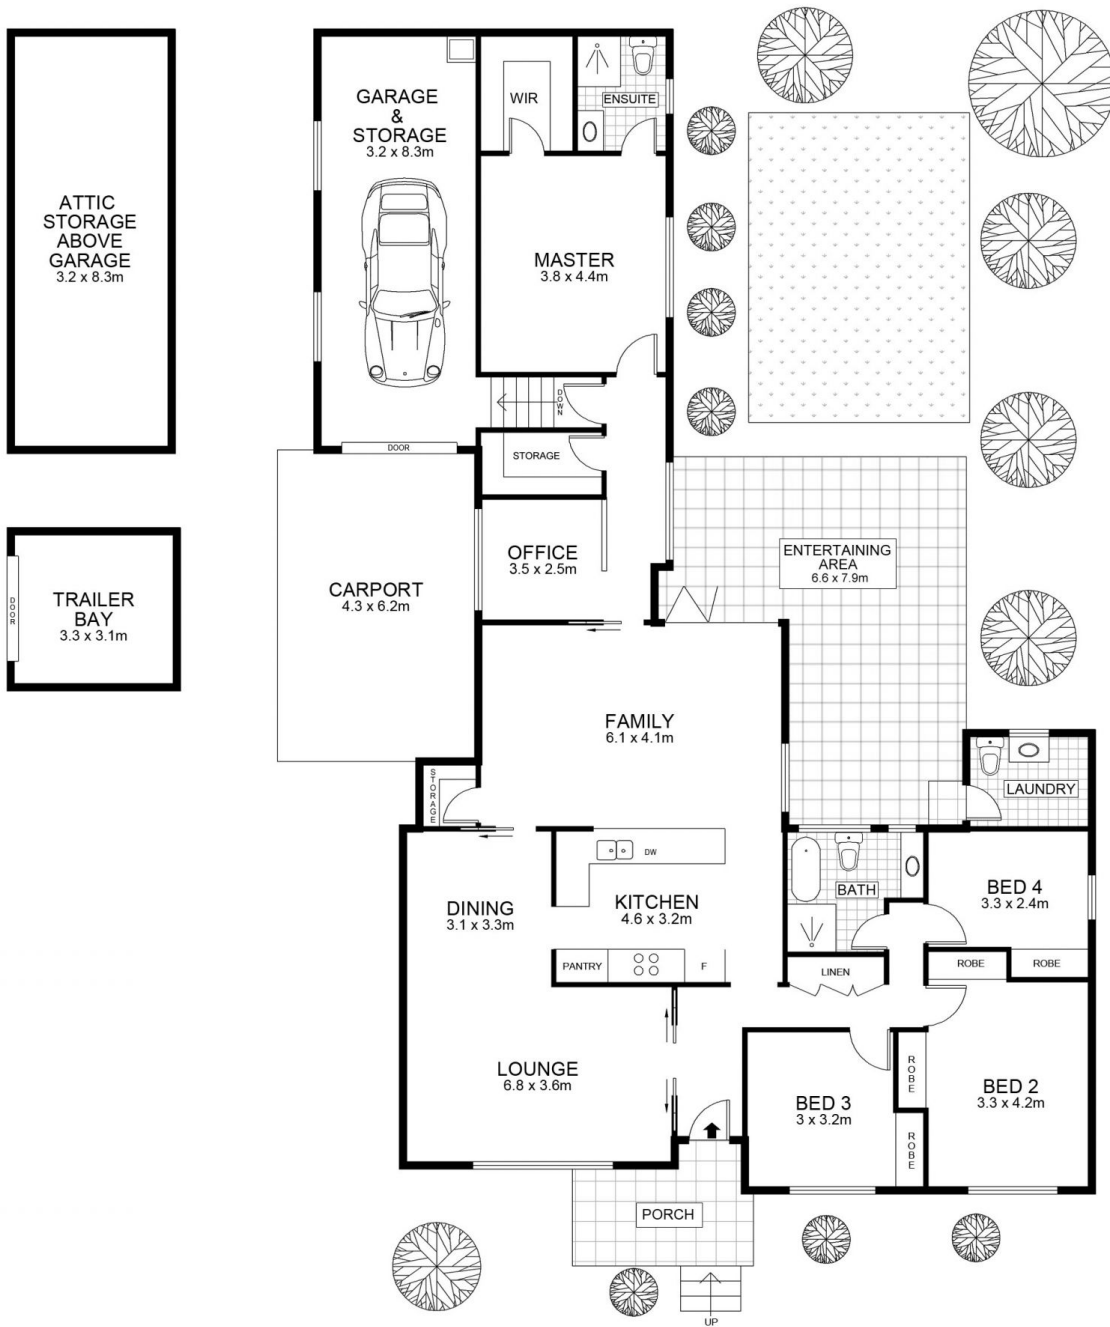 ATTIC
STORAGE
ABOVE
GARAGE
3.2 x 8.3m
TRAILER
BAY
3.3 x 3.1m
DOOR
GARAGE
&
STORAGE
3.2 x 8.3m
WIR
ENSUITE
MASTER
3.8 x 4.4m
DOWN
DOOR
STORAGE
OFFICE
3.5 x 2.5m
CARPORT
4.3 x 6.2m
ENTERTAINING
AREA
6.6 x 7.9m
FAMILY
6.1 x 4.1m
STORAGE
LAUNDRY
DW
KITCHEN
4.6 x 3.2m
DINING
3.1 x 3.3m
BATH
BED 4
3.3 x 2.4m
PANTRY
F
LINEN
ROBE
ROBE
LOUNGE
6.8 x 3.6m
BED 3
3 x 3.2m
ROBE
ROBE
BED 2
3.3 x 4.2m
PORCH
UP